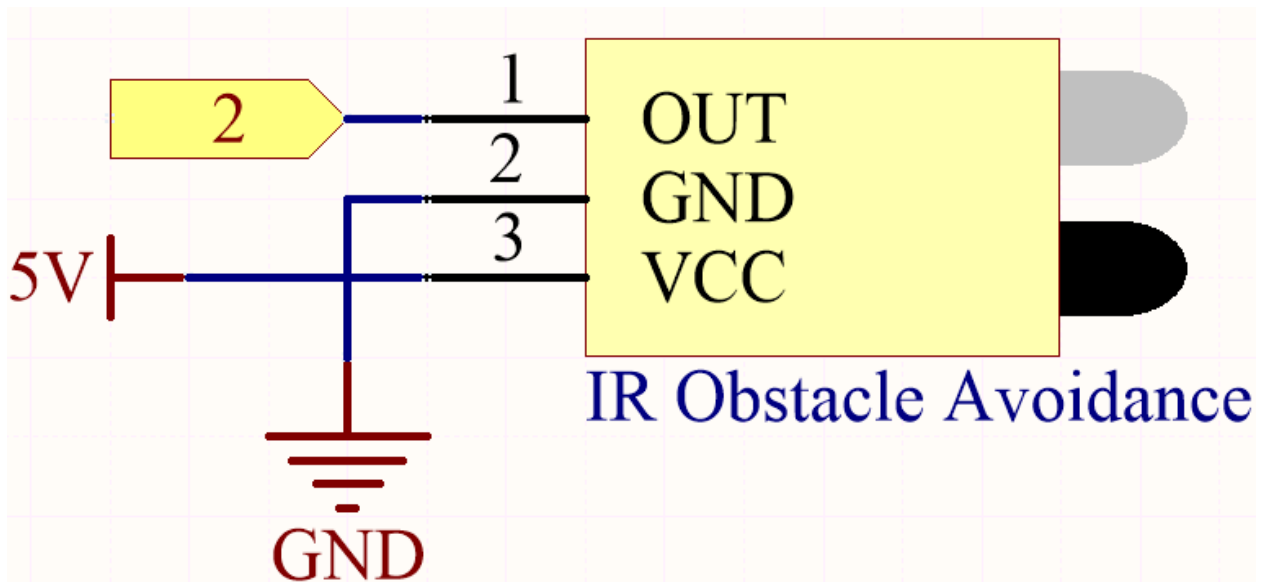 2
1
OUT
2
GND
3
VCC
5V
IR Obstacle Avoidance
GND